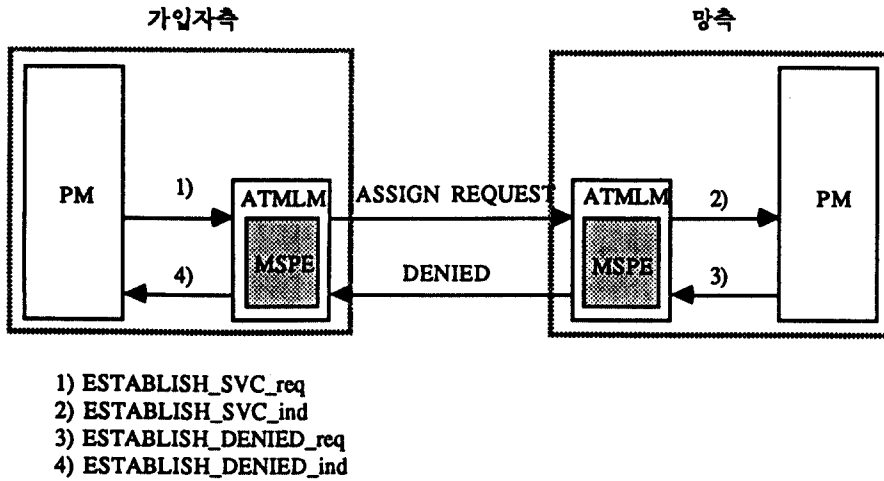 가입자측 망측
PM 1) ATMLM ASSIGN REQUEST ATMLM 2) PM
MSPE MSPE
4) DENIED 3)
1) ESTABLISH_SVC_req
2) ESTABLISH_SVC_ind
3) ESTABLISH_DENIED_req
4) ESTABLISH_DENIED_ind